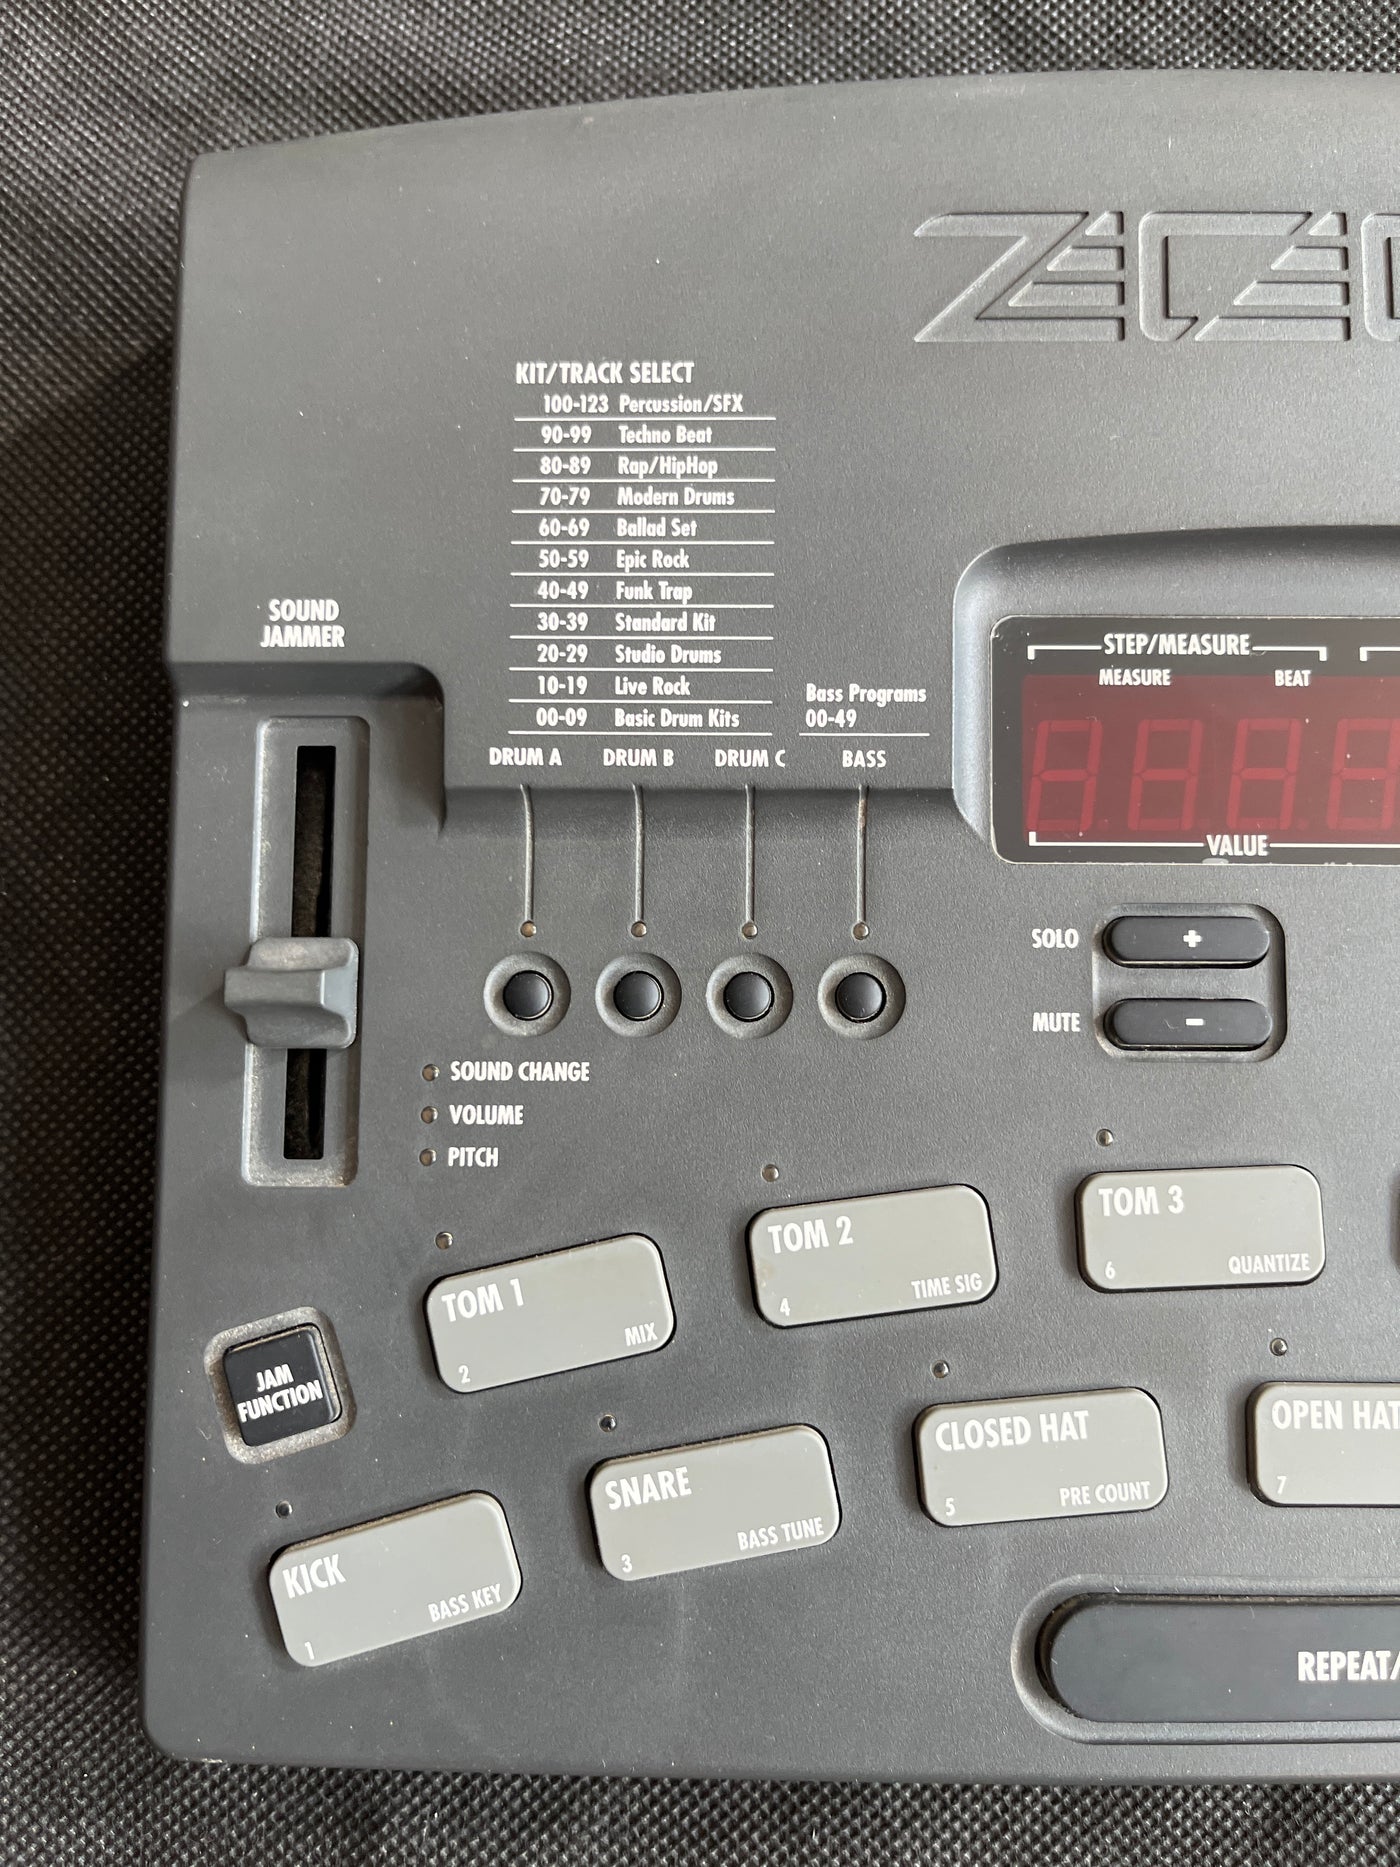 KIT/TRACK SELECT
100-123 Percussion/SFX
90-99 Techno Beat
80-89 Rap/HipHop
70-79 Modern Drums
60-69 Ballad Set
50-59 Epic Rock
40-49 Funk Trap
30-39 Standard Kit
20-29 Studio Drums
10-19 Live Rock
00-09 Basic Drum Kits
Bass Programs
00-49
DRUM A DRUM B DRUM C BASS
SOUND
JAMMER
STEP/MEASURE
MEASURE BEAT
VALUE
SOLO +
MUTE -
SOUND CHANGE
VOLUME
PITCH
TOM 1
2 MIX
TOM 2
4 TIME SIG
TOM 3
6 QUANTIZE
JAM
FUNCTION
KICK
1 BASS KEY
SNARE
3 BASS TUNE
CLOSED HAT
5 PRE COUNT
OPEN HAT
7
REPEAT/